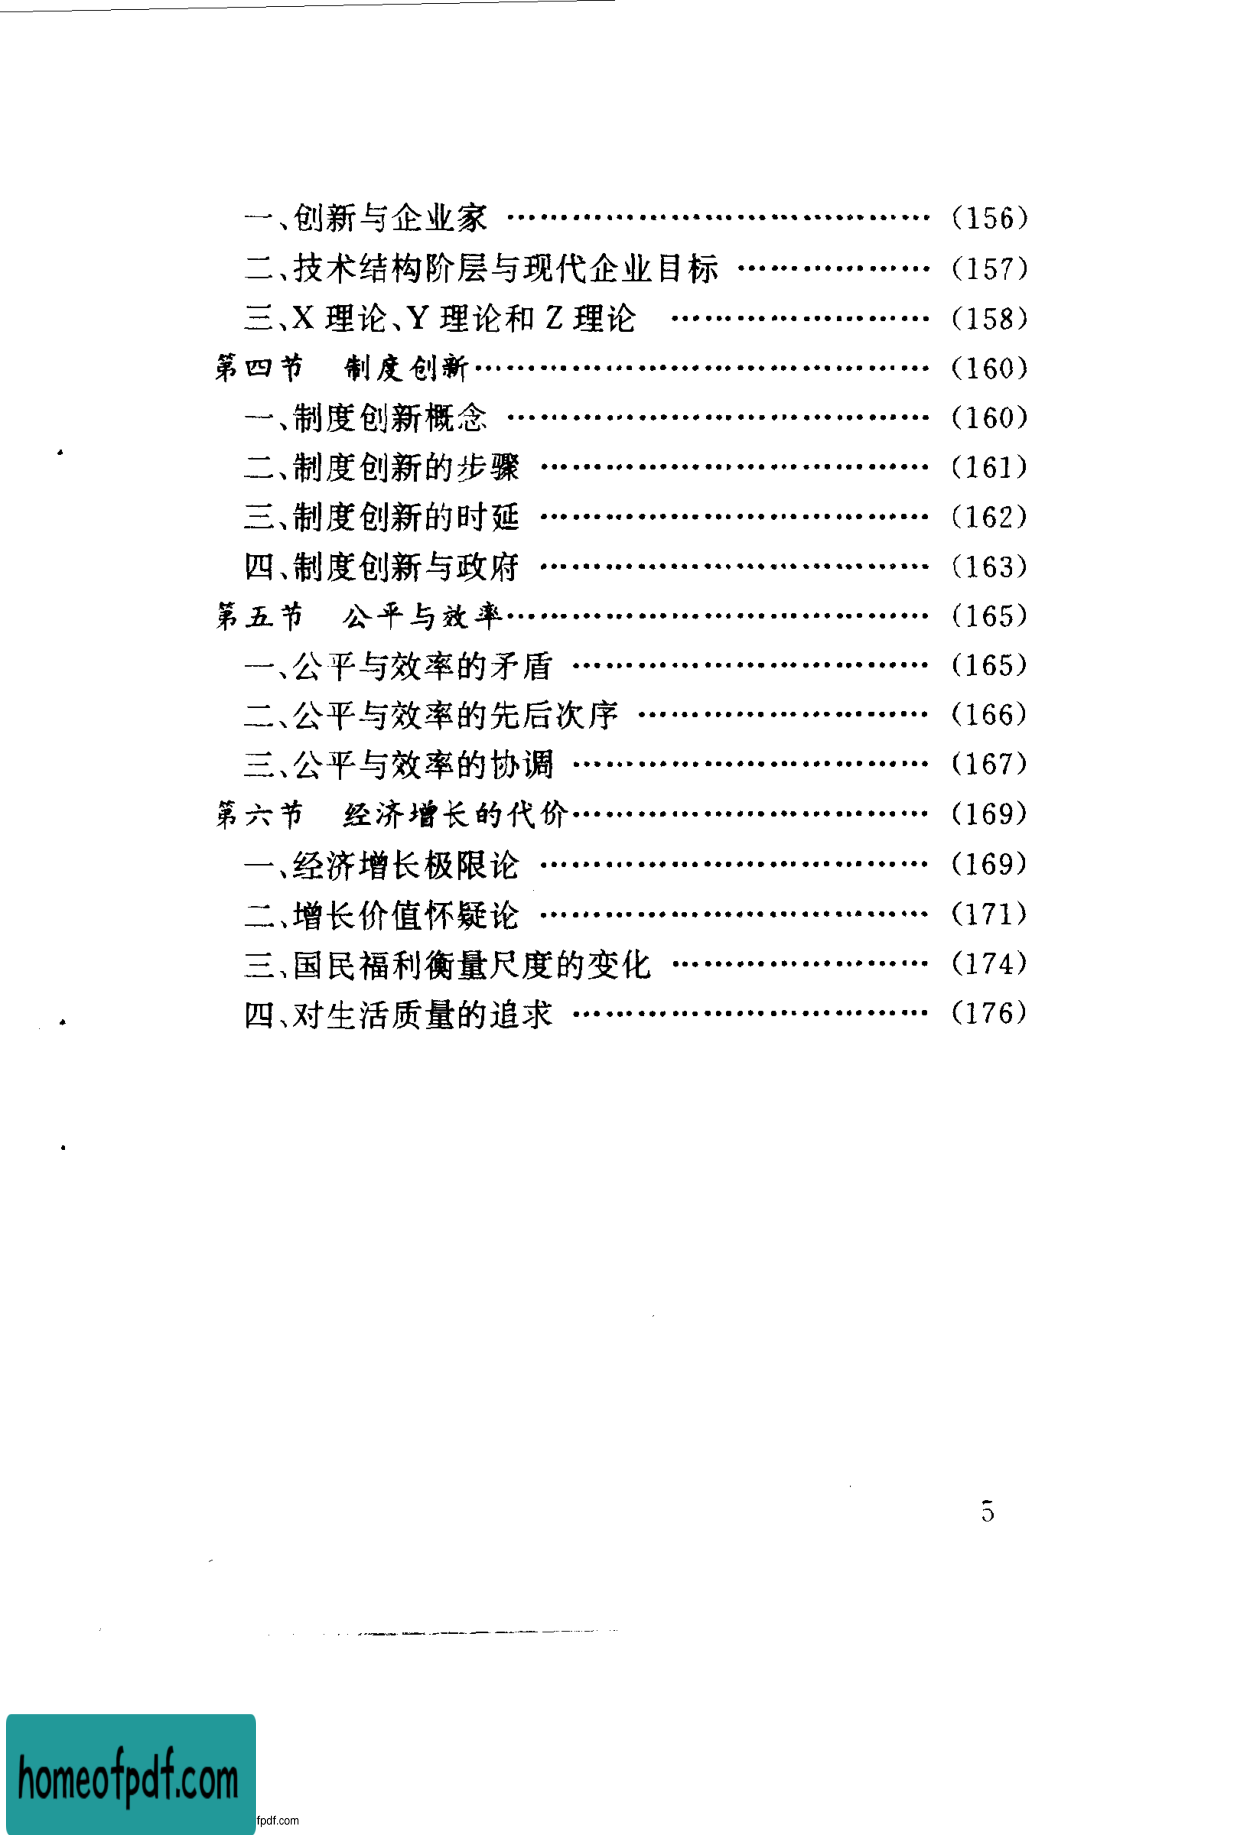 一、创新与企业家 …………………………………… (156)
二、技术结构阶层与现代企业目标 ……………… (157)
三、X 理论、Y 理论和 Z 理论 …………………… (158)
第四节 制度创新…………………………………… (160)
一、制度创新概念 ………………………………… (160)
二、制度创新的步骤 ……………………………… (161)
三、制度创新的时延 ……………………………… (162)
四、制度创新与政府 ……………………………… (163)
第五节 公平与效率………………………………… (165)
一、公平与效率的矛盾 …………………………… (165)
二、公平与效率的先后次序 ……………………… (166)
三、公平与效率的协调 …………………………… (167)
第六节 经济增长的代价…………………………… (169)
一、经济增长极限论 ……………………………… (169)
二、增长价值怀疑论 ……………………………… (171)
三、国民福利衡量尺度的变化 …………………… (174)
四、对生活质量的追求 …………………………… (176)
5
homeofpdf.com
fpdf.com